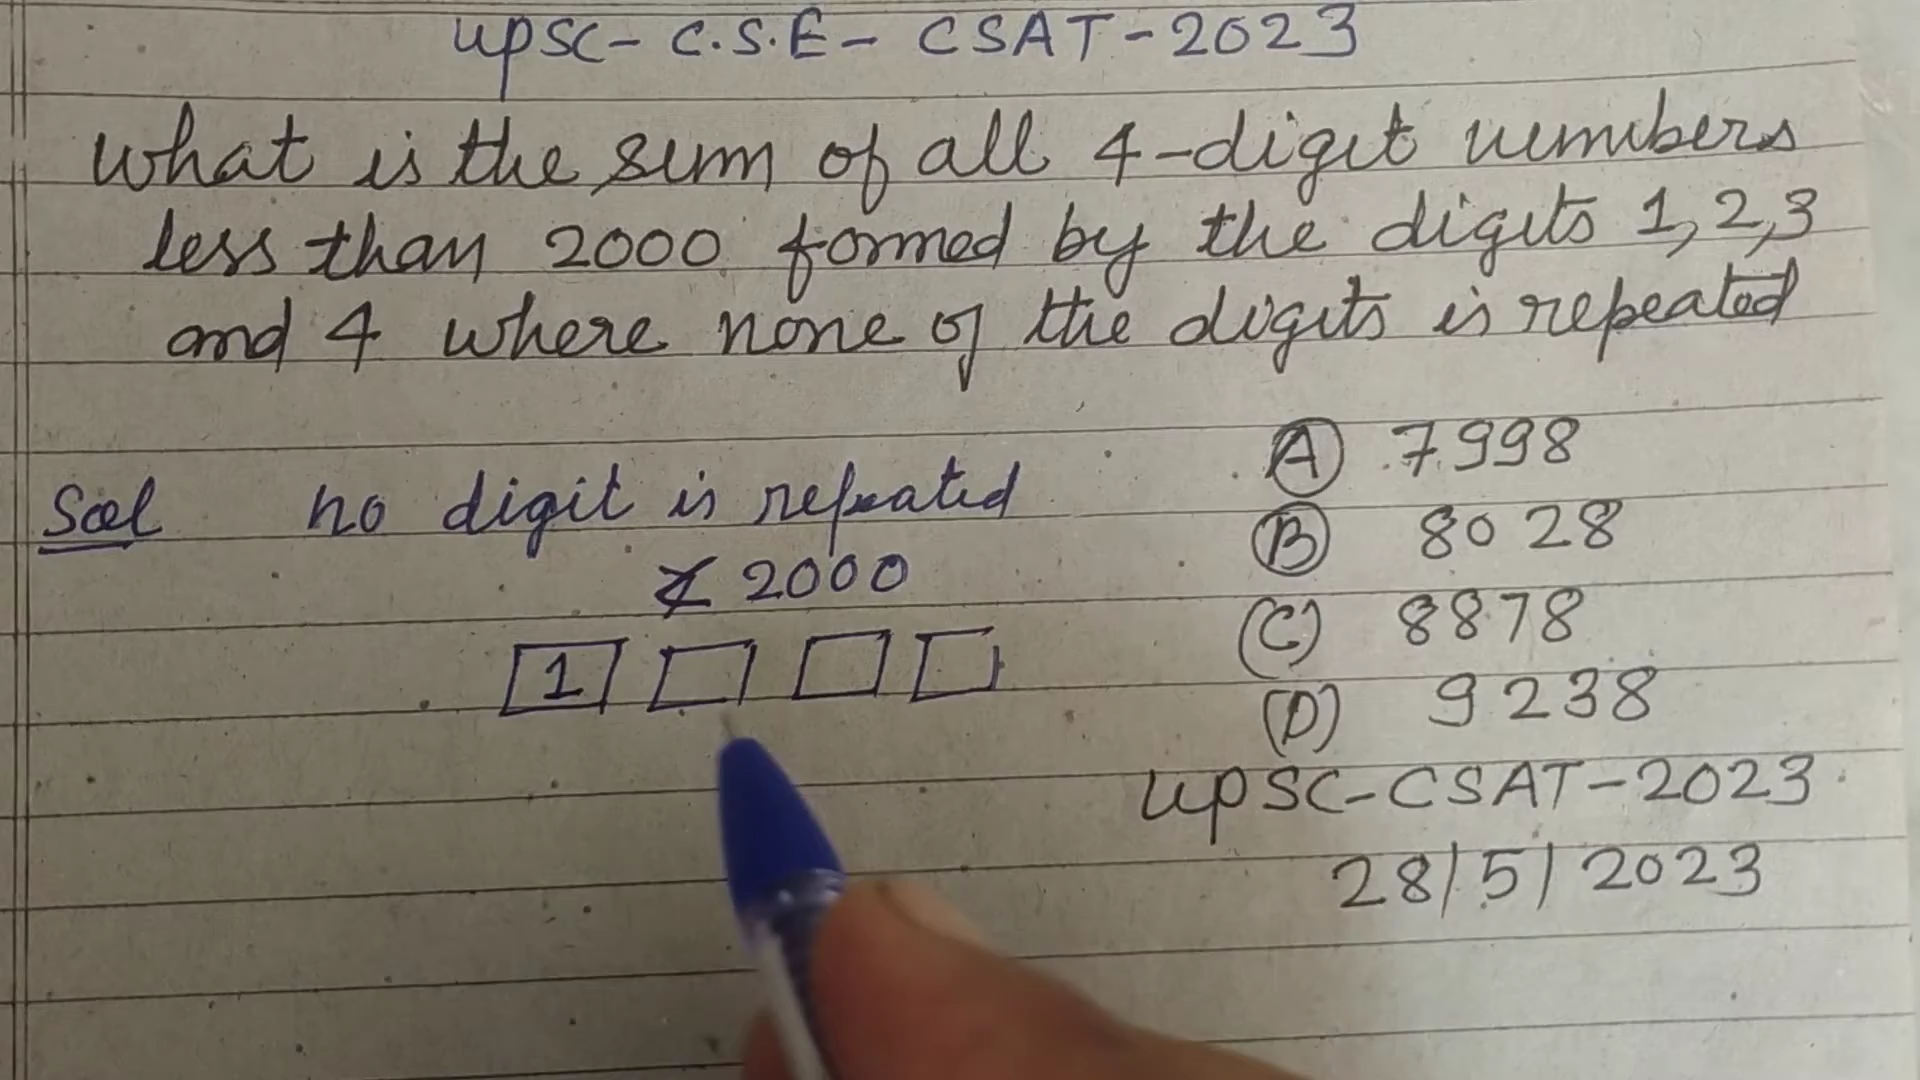 UPSC- C.S.E- CSAT-2023
What is the sum of all 4-digit numbers
less than 2000 formed by the digits 1,2,3
and 4 where none of the digits is repeated
Sol no digit is repeated
< 2000
1
(A) 7998
(B) 8028
(C) 8878
(D) 9238
UPSC-CSAT-2023
28/5/2023